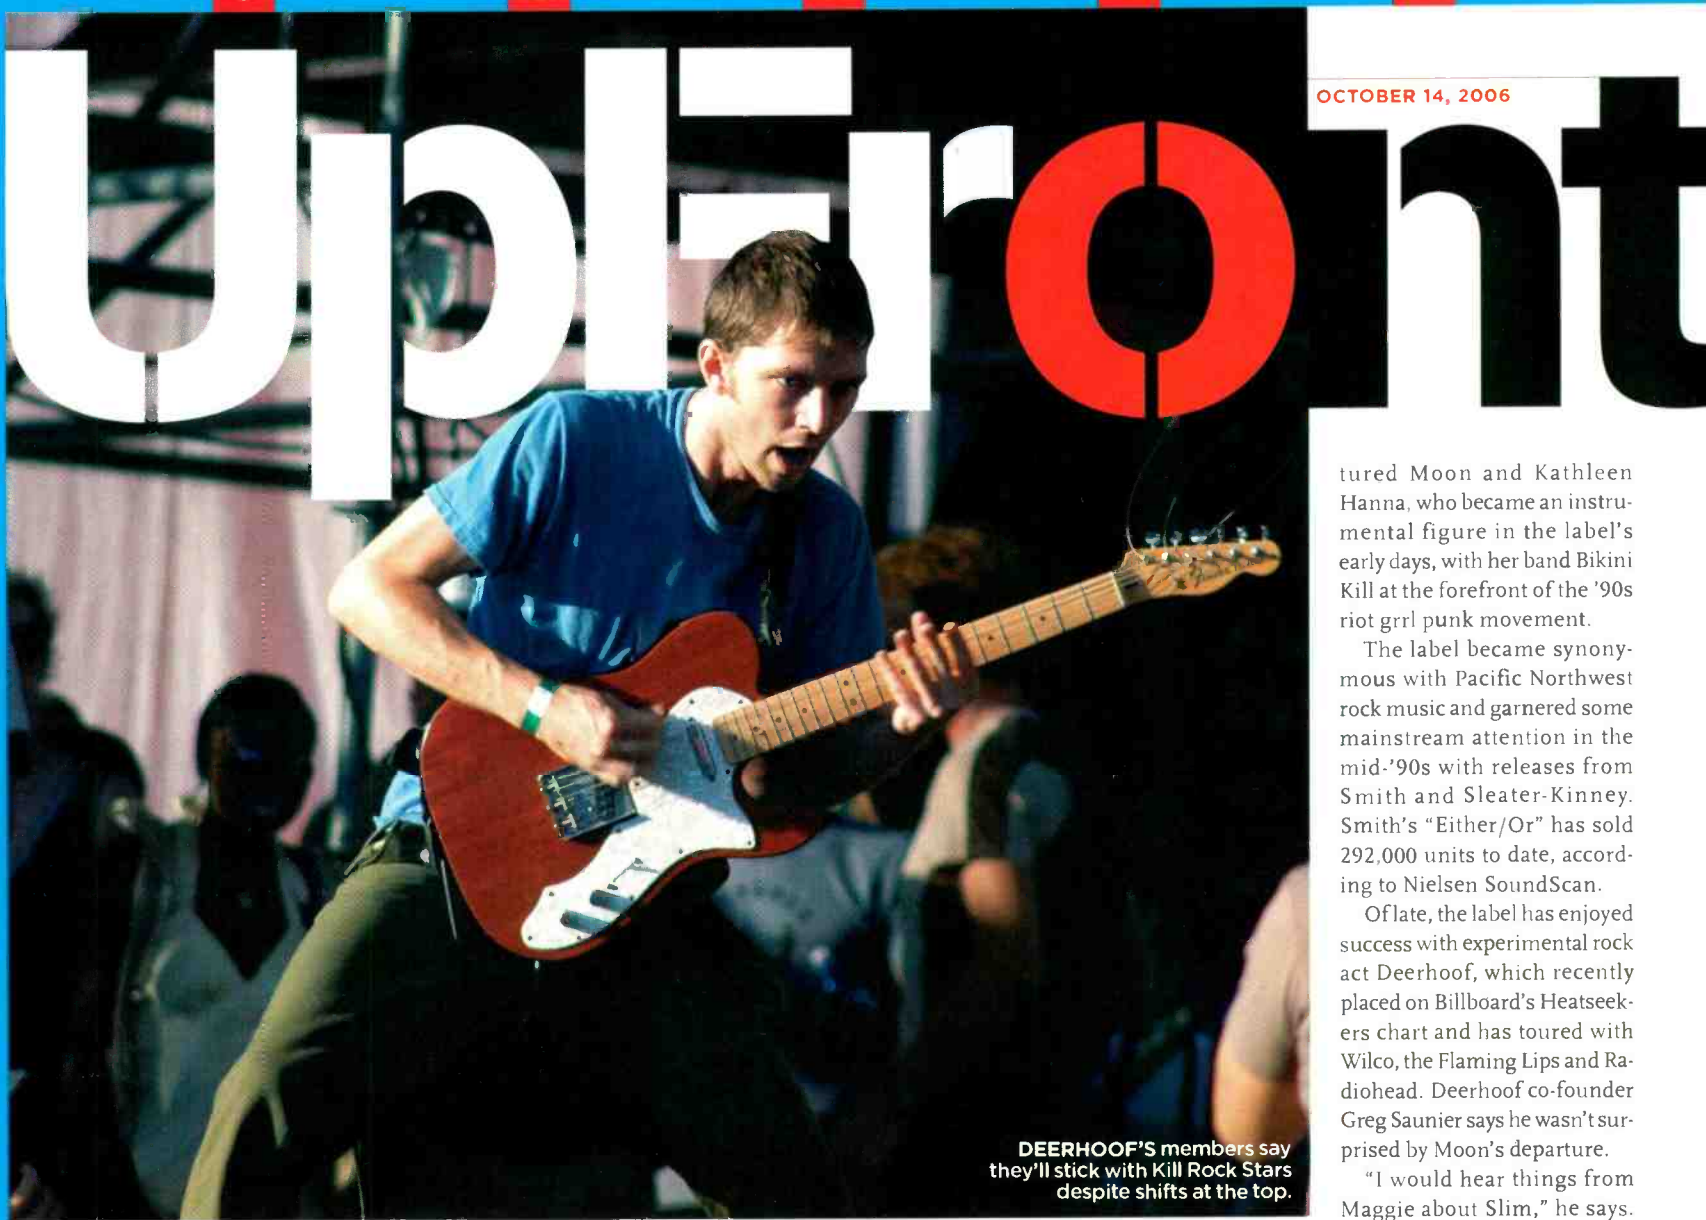 UpFront
OCTOBER 14, 2006
tured Moon and Kathleen
Hanna, who became an instru-
mental figure in the label's
early days, with her band Bikini
Kill at the forefront of the '90s
riot grrl punk movement.
The label became synony-
mous with Pacific Northwest
rock music and garnered some
mainstream attention in the
mid-'90s with releases from
Smith and Sleater-Kinney.
Smith's "Either/Or" has sold
292,000 units to date, accord-
ing to Nielsen SoundScan.
Of late, the label has enjoyed
success with experimental rock
act Deerhoof, which recently
placed on Billboard's Heatseek-
ers chart and has toured with
Wilco, the Flaming Lips and Ra-
diohead. Deerhoof co-founder
Greg Saunier says he wasn't sur-
prised by Moon's departure.
"I would hear things from
Maggie about Slim," he says.
DEERHOOF'S members say
they'll stick with Kill Rock Stars
despite shifts at the top.